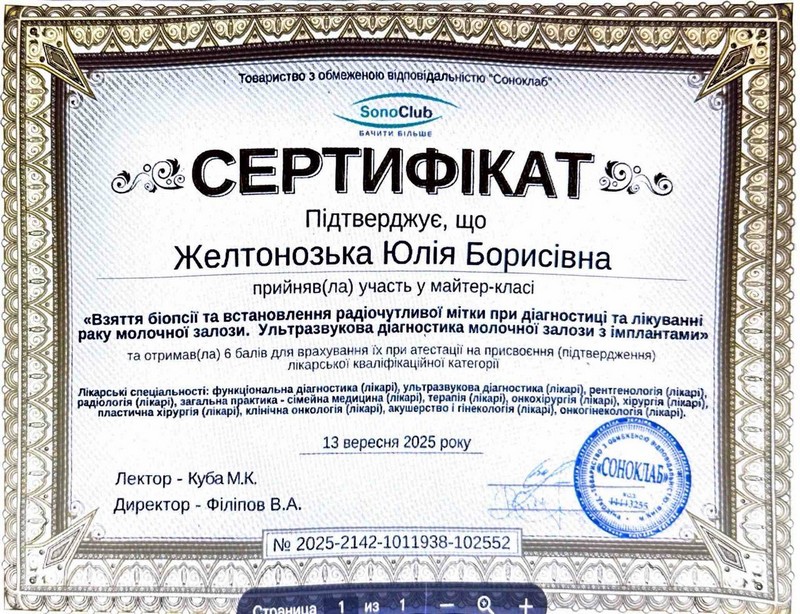 Товариство з обмеженою відповідальністю "Соноклаб"
SonoClub
БАЧИТИ БІЛЬШЕ
СЕРТИФІКАТ
Підтверджує, що
Желтонозька Юлія Борисівна
прийняв(ла) участь у майтер-класі
«Взяття біопсії та встановлення радіочутливої мітки при діагностиці та лікуванні
раку молочної залози. Ультразвукова діагностика молочної залози з імплантами»
та отримав(ла) 6 балів для врахування їх при атестації на присвоєння (підтвердження)
лікарської кваліфікаційної категорії
Лікарські спеціальності: функціональна діагностика (лікарі), ультразвукова діагностика (лікарі), рентгенологія (лікарі),
радіологія (лікарі), загальна практика - сімейна медицина (лікарі), терапія (лікарі), онкохірургія (лікарі), хірургія (лікарі),
пластична хірургія (лікарі), клінічна онкологія (лікарі), акушерство і гінекологія (лікарі), онкогінекологія (лікарі).
13 вересня 2025 року
Лектор - Куба М.К.
Директор - Філіпов В.А.
«СОНОКЛАБ»
№ 2025-2142-1011938-102552
Страница 1 из 1